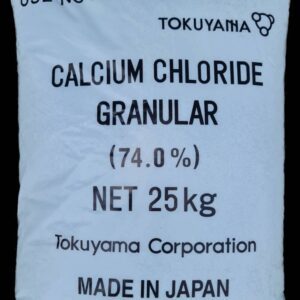 TOKUYAMA
CALCIUM CHLORIDE
GRANULAR
(74.0%)
NET 25kg
Tokuyama Corporation
MADE IN JAPAN